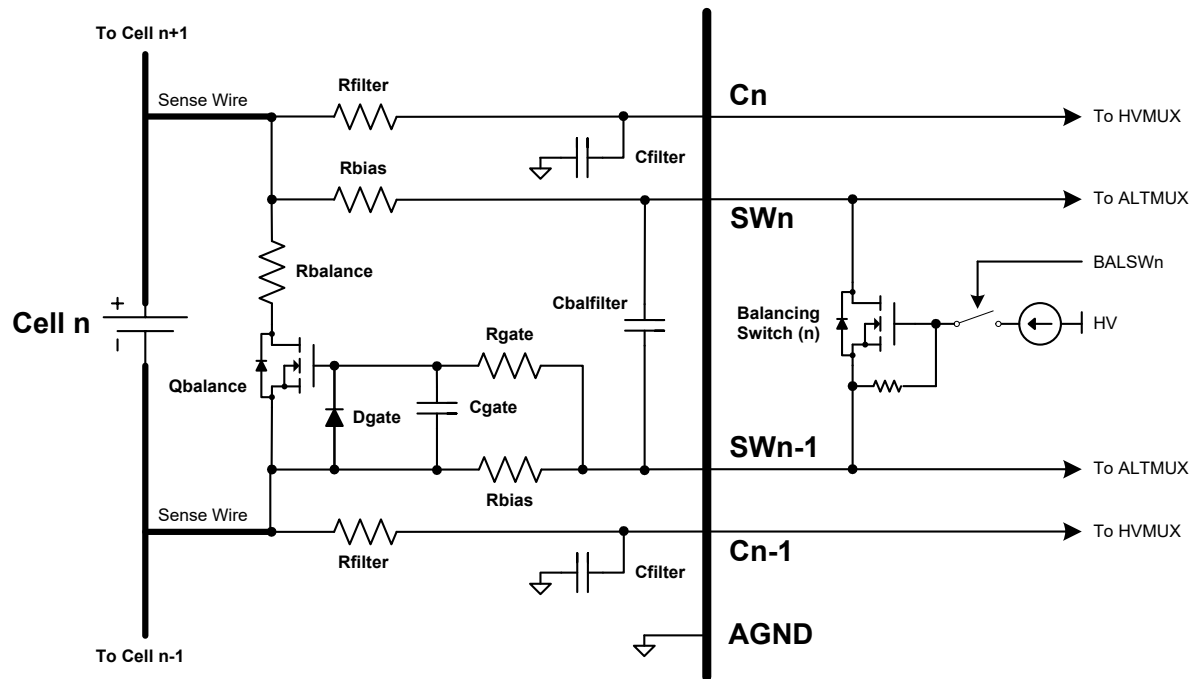 To Cell n+1
Sense Wire
Rfilter
Cn
To HVMUX
Cfilter
Rbias
To ALTMUX
SWn
Rbalance
BALSWn
Cell n
+
Cbalfilter
Balancing
Switch (n)
HV
Rgate
Qbalance
Dgate
Cgate
SWn-1
To ALTMUX
Rbias
Sense Wire
Cn-1
To HVMUX
Rfilter
Cfilter
AGND
To Cell n-1